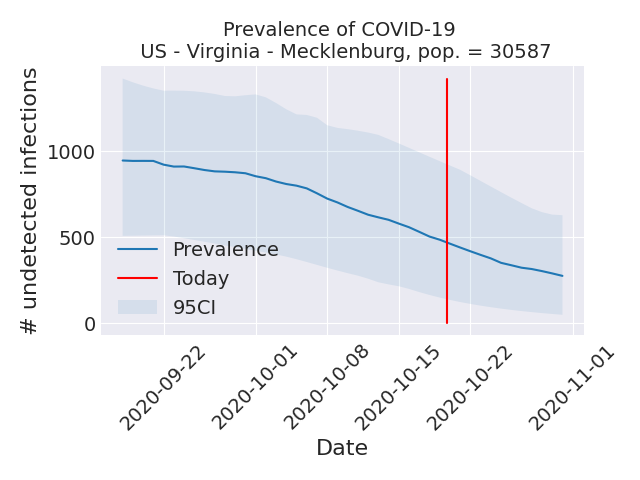 Prevalence of COVID-19
US - Virginia - Mecklenburg, pop. = 30587
# undetected infections
1000
500
0
Prevalence
Today
95CI
2020-09-22
2020-10-01
2020-10-08
2020-10-15
2020-10-22
2020-11-01
Date